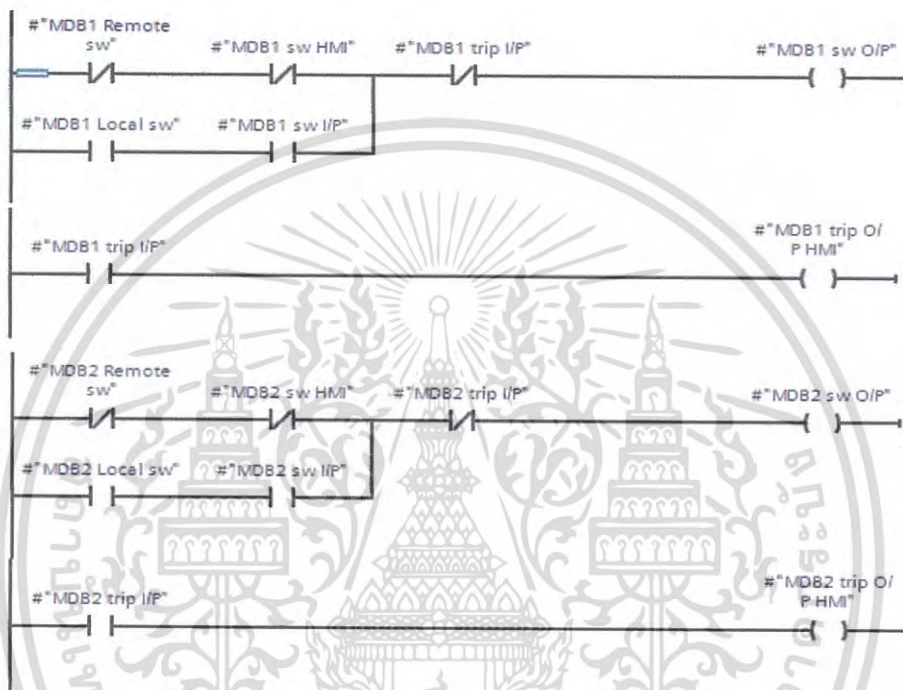 #"MDB1 Remote
sw"
#"MDB1 sw HMI"
#"MDB1 trip I/P"
#"MDB1 sw O/P"
#"MDB1 Local sw"
#"MDB1 sw I/P"
#"MDB1 trip I/P"
#"MDB1 trip O/
P HMI"
#"MDB2 Remote
sw"
#"MDB2 sw HMI"
#"MDB2 trip I/P"
#"MDB2 sw O/P"
#"MDB2 Local sw"
#"MDB2 sw I/P"
#"MDB2 trip I/P"
#"MDB2 trip O/
P HMI"